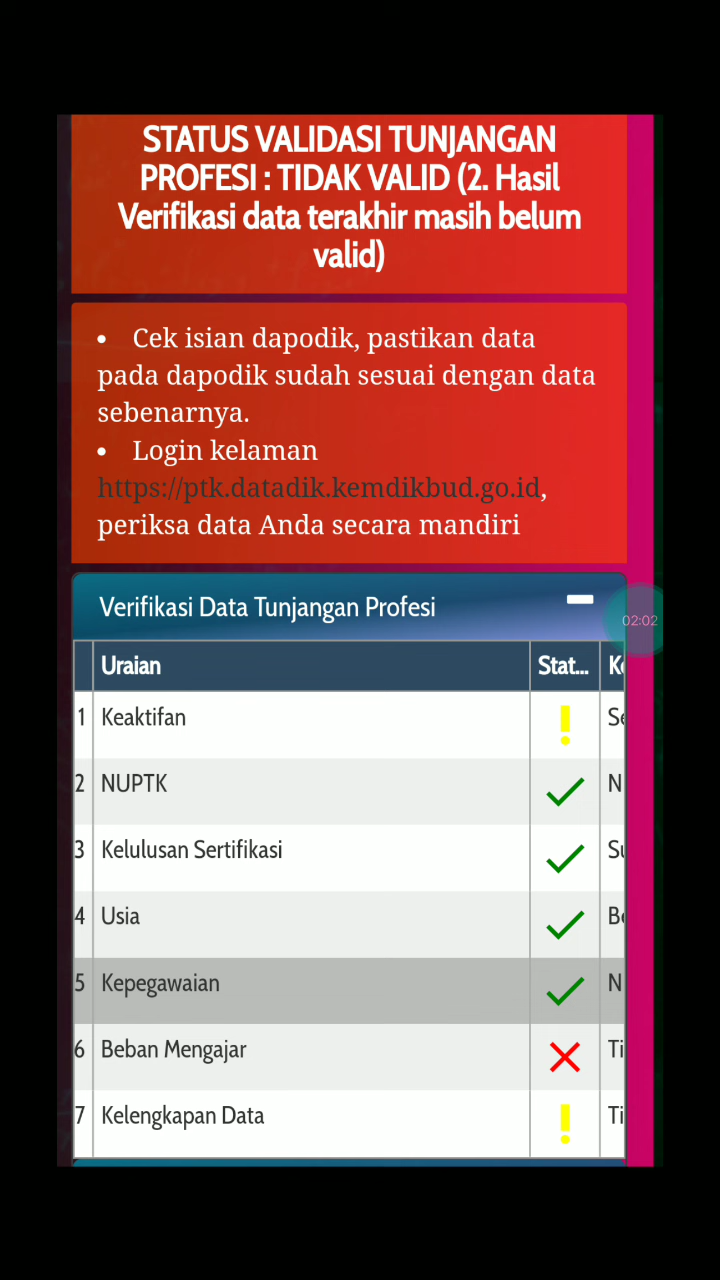 STATUS VALIDASI TUNJANGAN
PROFESI : TIDAK VALID (2. Hasil
Verifikasi data terakhir masih belum
valid)
• Cek isian dapodik, pastikan data
pada dapodik sudah sesuai dengan data
sebenarnya.
• Login kelaman
https://ptk.datadik.kemdikbud.go.id,
periksa data Anda secara mandiri
Verifikasi Data Tunjangan Profesi
02:02
Uraian Stat...
1 Keaktifan
2 NUPTK
3 Kelulusan Sertifikasi
4 Usia
5 Kepegawaian
6 Beban Mengajar
7 Kelengkapan Data